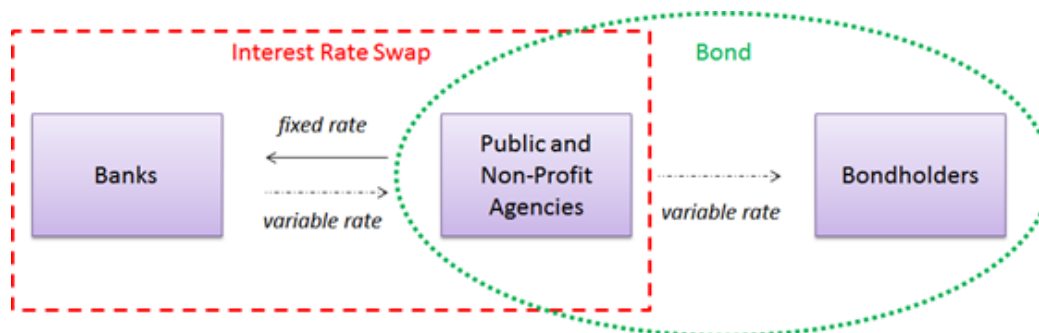 Interest Rate Swap
Bond
Banks
fixed rate
variable rate
Public and
Non-Profit
Agencies
variable rate
Bondholders